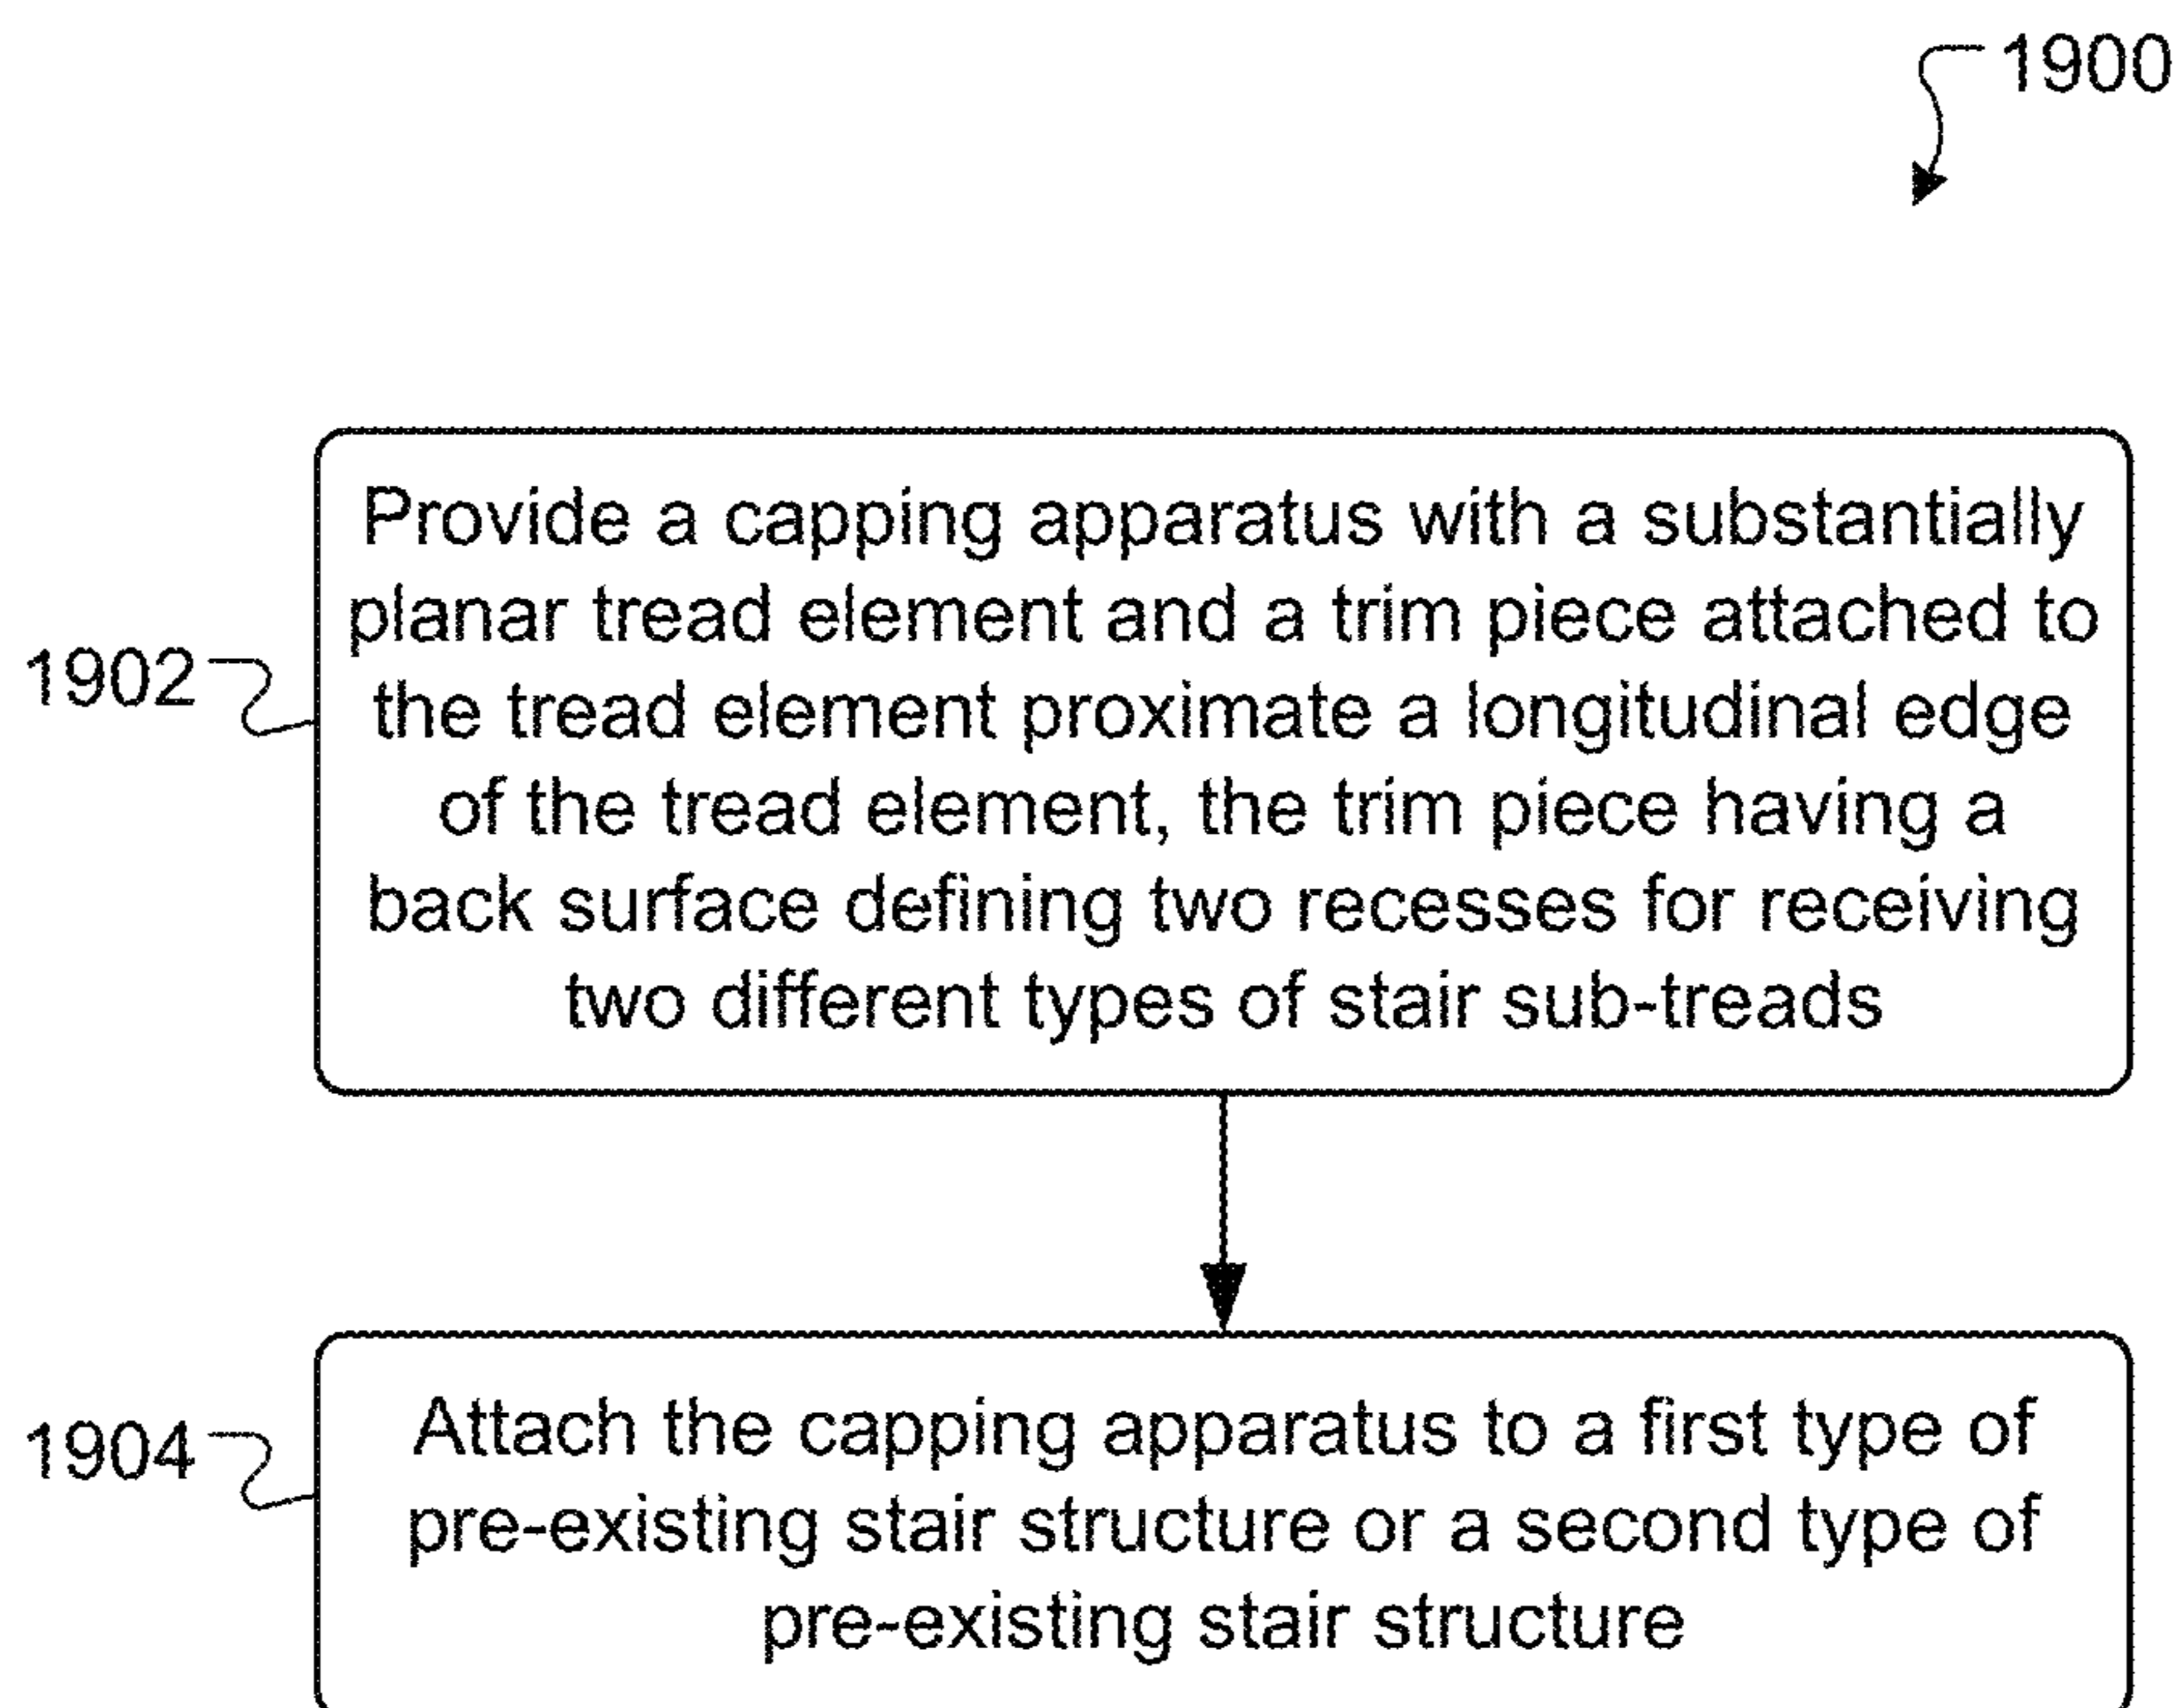 1900
Provide a capping apparatus with a substantially
planar tread element and a trim piece attached to
the tread element proximate a longitudinal edge
of the tread element, the trim piece having a
back surface defining two recesses for receiving
two different types of stair sub-treads
1902
Attach the capping apparatus to a first type of
pre-existing stair structure or a second type of
pre-existing stair structure
1904